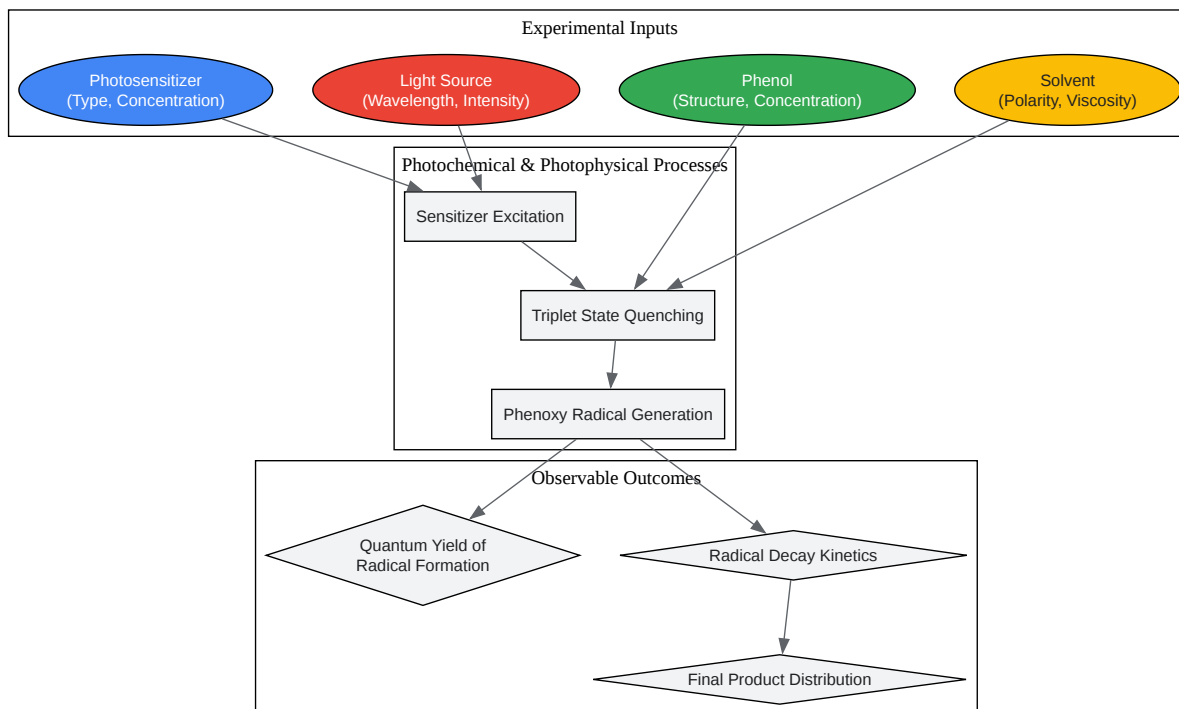 Experimental Inputs
Photosensitizer
(Type, Concentration)
Light Source
(Wavelength, Intensity)
Phenol
(Structure, Concentration)
Solvent
(Polarity, Viscosity)
Photochemical & Photophysical Processes
Sensitizer Excitation
Triplet State Quenching
Phenoxy Radical Generation
Observable Outcomes
Quantum Yield of
Radical Formation
Radical Decay Kinetics
Final Product Distribution